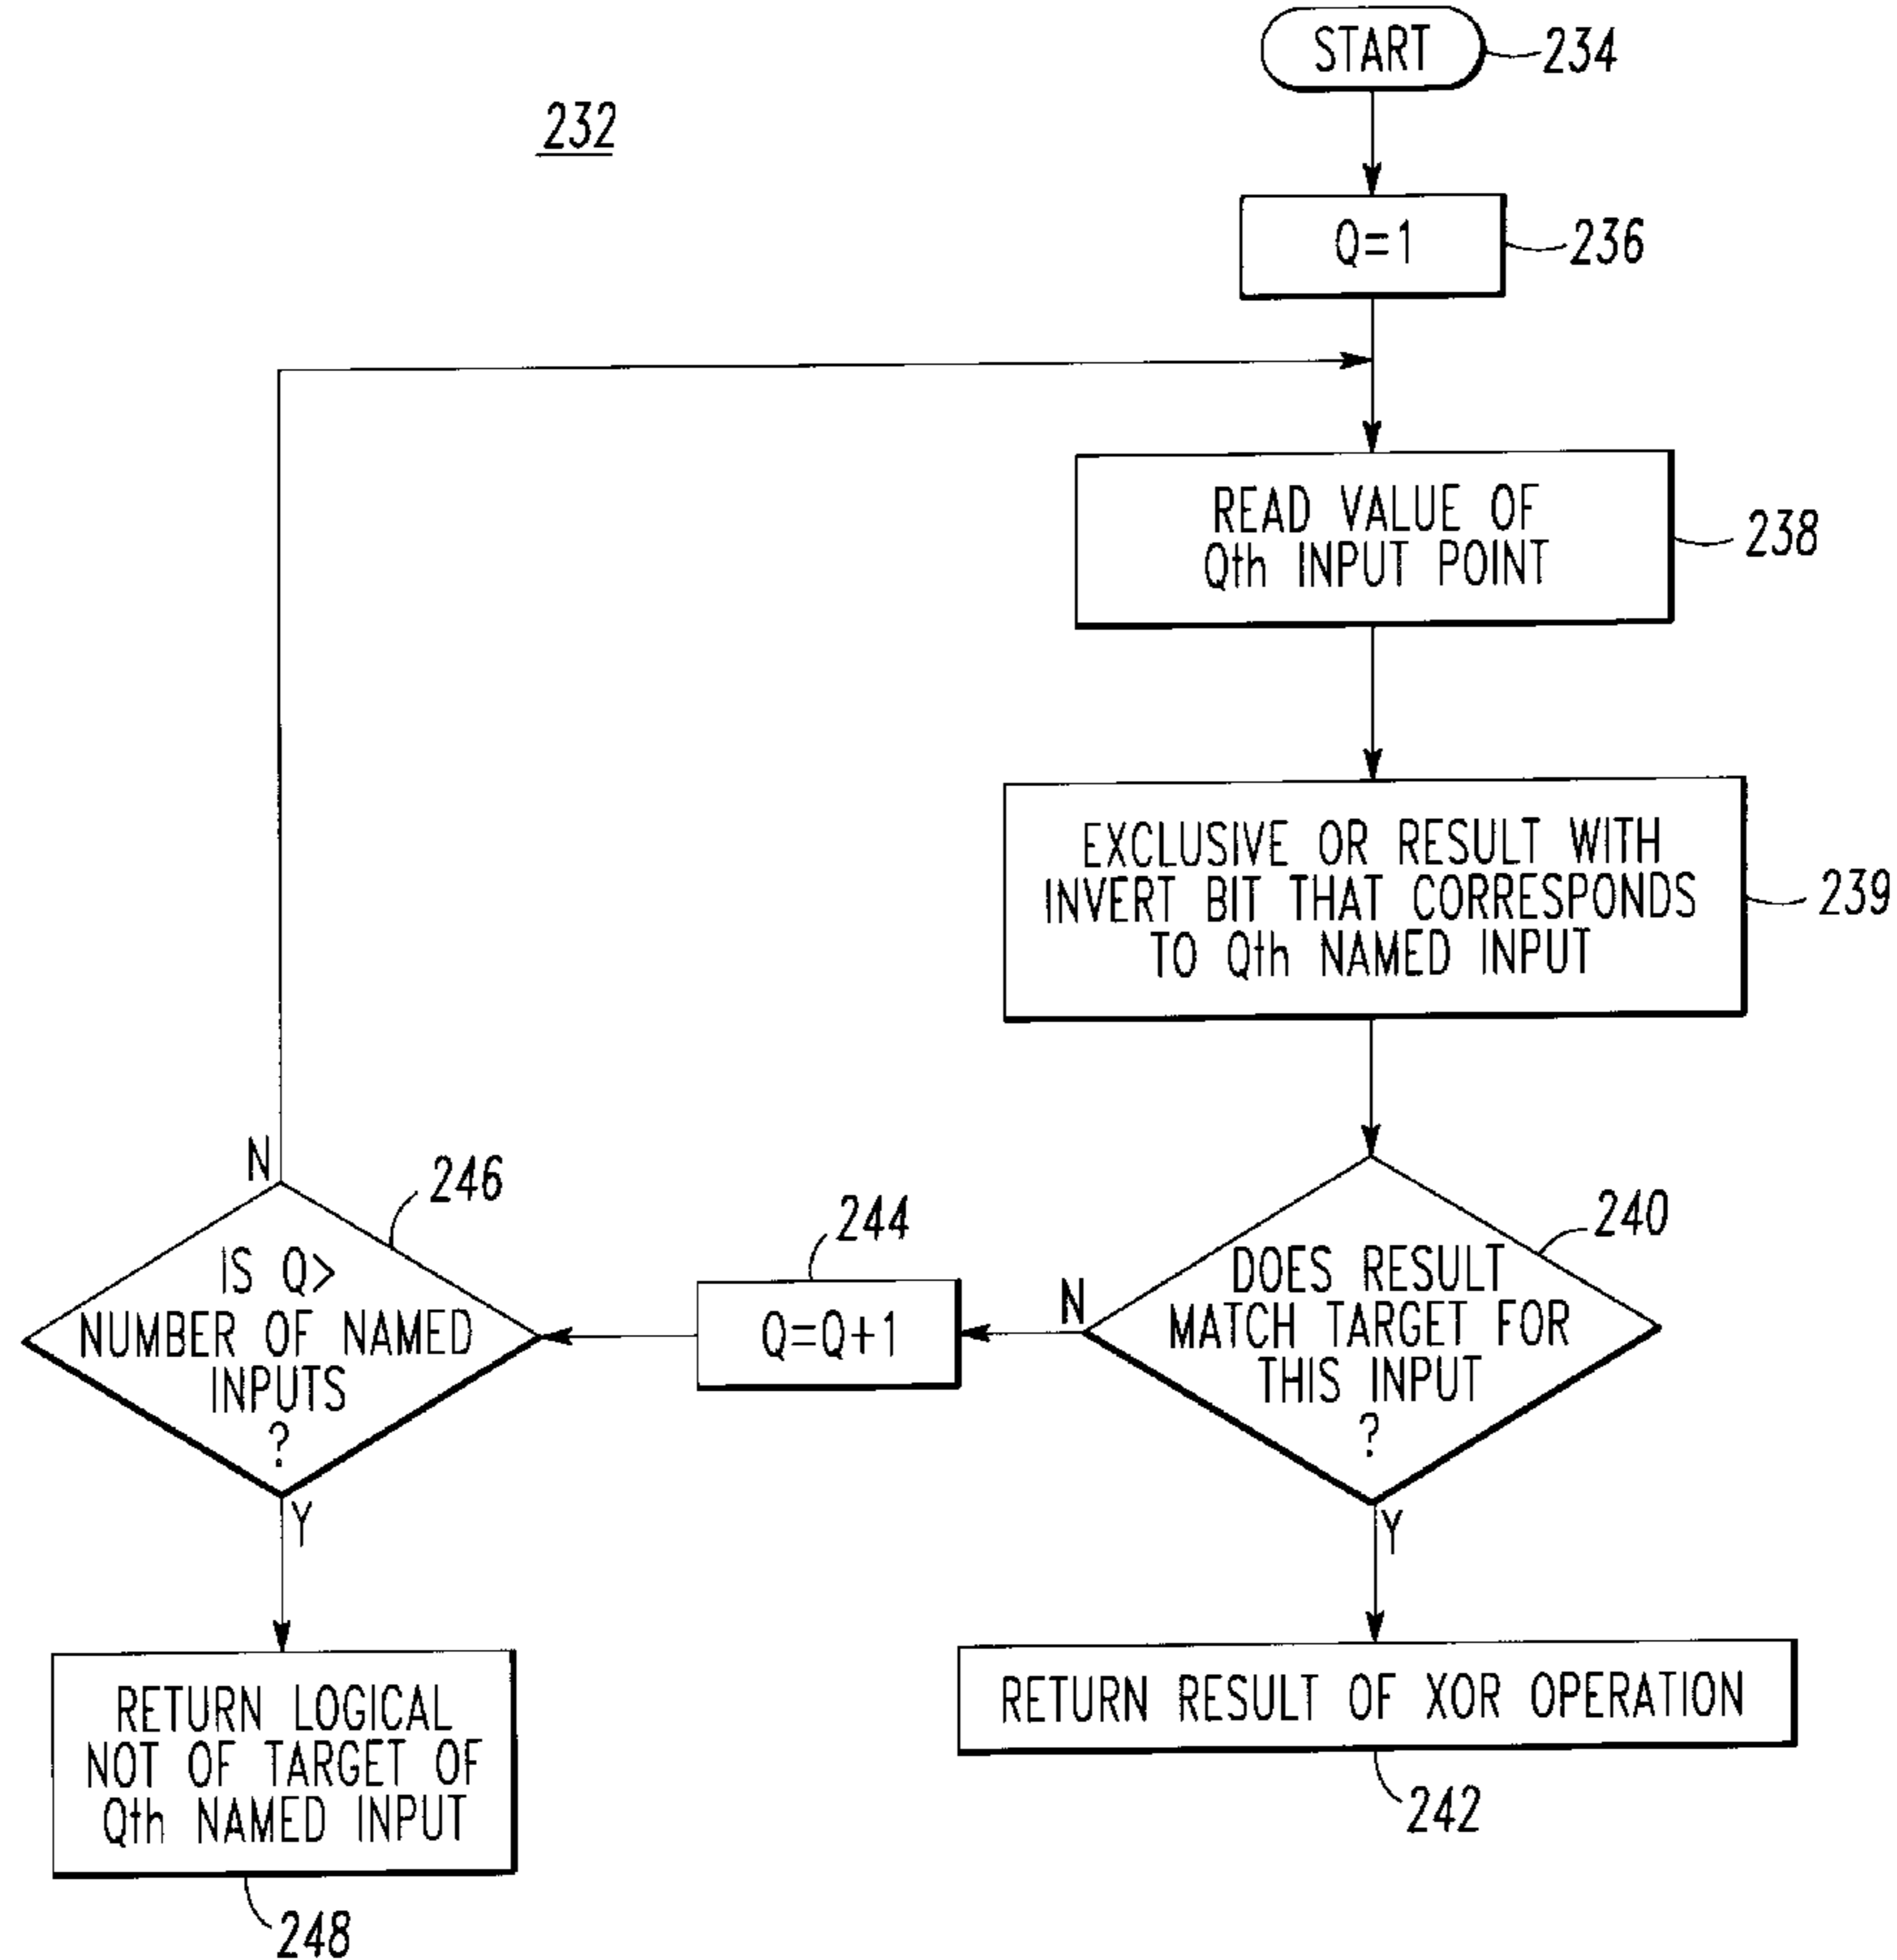 START
234
232
Q=1
236
READ VALUE OF
Qth INPUT POINT
238
EXCLUSIVE OR RESULT WITH
INVERT BIT THAT CORRESPONDS
TO Qth NAMED INPUT
239
N
246
IS Q>
NUMBER OF NAMED
INPUTS
?
Y
244
Q=Q+1
N
240
DOES RESULT
MATCH TARGET FOR
THIS INPUT
?
Y
RETURN LOGICAL
NOT OF TARGET OF
Qth NAMED INPUT
248
RETURN RESULT OF XOR OPERATION
242